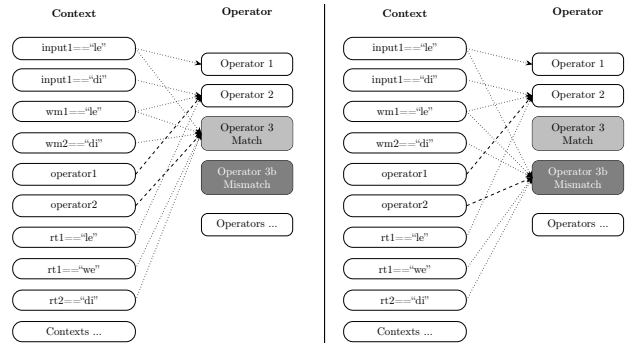 Context
Operator
input1==“le”
input1==“di”
wm1==“le”
wm2==“di”
operator1
operator2
rt1==“le”
rt1==“we”
rt2==“di”
Contexts ...
Operator 1
Operator 2
Operator 3
Match
Operator 3b
Mismatch
Operators ...
Context
Operator
input1==“le”
input1==“di”
wm1==“le”
wm2==“di”
operator1
operator2
rt1==“le”
rt1==“we”
rt2==“di”
Contexts ...
Operator 1
Operator 2
Operator 3
Match
Operator 3b
Mismatch
Operators ...